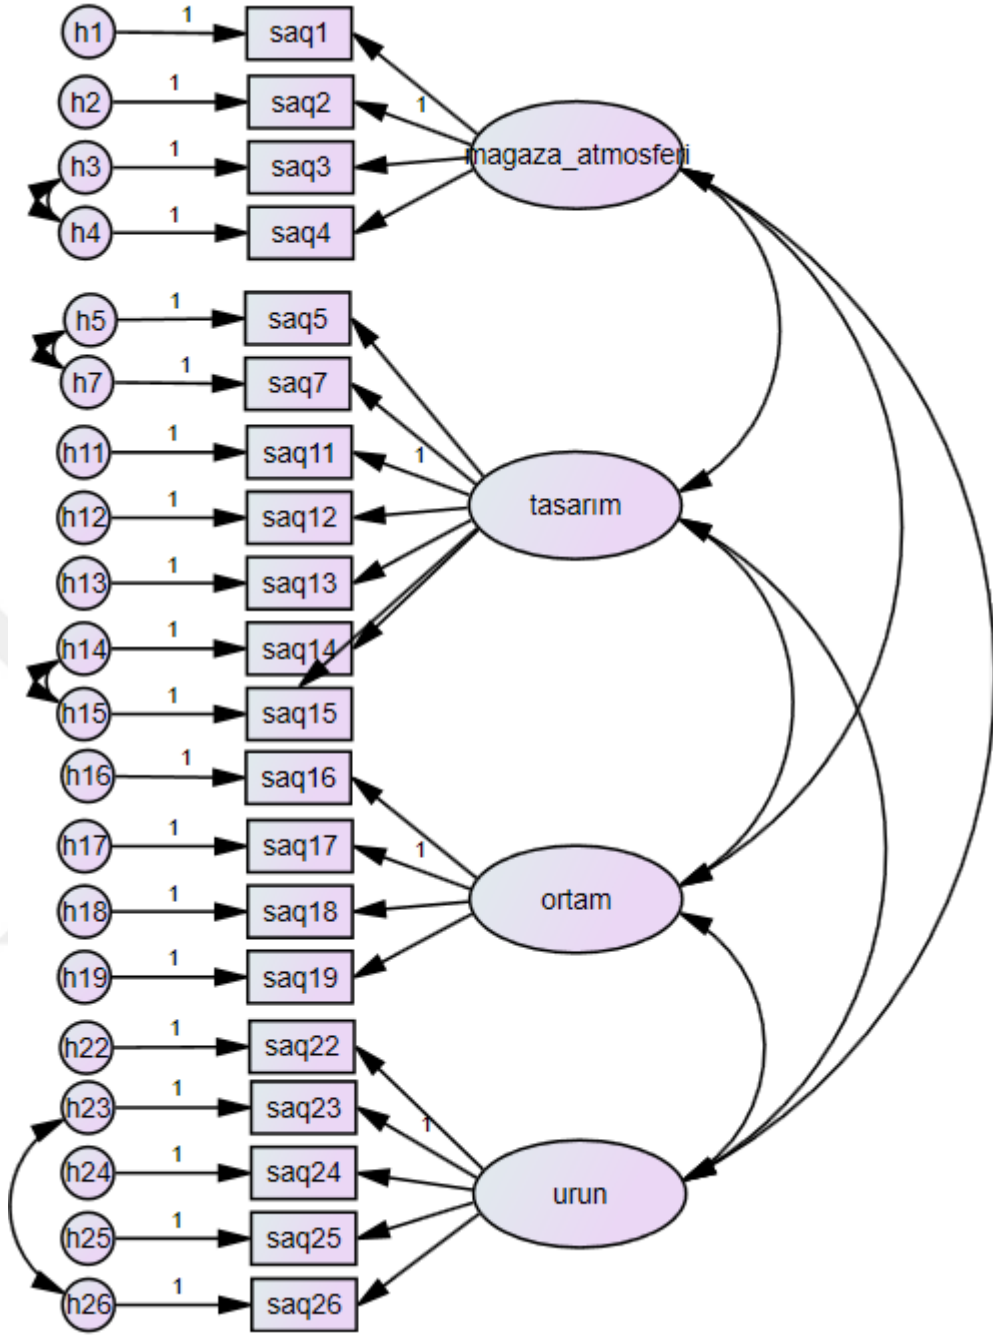 h1 1 saq1
h2 1 saq2
1
magaza_atmosferi
h3 1 saq3
h4 1 saq4
h5 1 saq5
h7 1 saq7
h11 1 saq11
1
h12 1 saq12
tasarım
h13 1 saq13
h14 1 saq14
h15 1 saq15
h16 1 saq16
h17 1 saq17
1
h18 1 saq18
ortam
h19 1 saq19
h22 1 saq22
h23 1 saq23
1
h24 1 saq24
urun
h25 1 saq25
h26 1 saq26